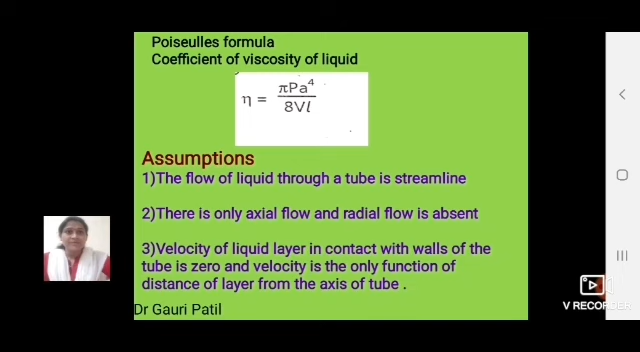 Poiseulles formula
Coefficient of viscosity of liquid
η = πPa⁴ / 8Vl
Assumptions
1)The flow of liquid through a tube is streamline
2)There is only axial flow and radial flow is absent
3)Velocity of liquid layer in contact with walls of the
tube is zero and velocity is the only function of
distance of layer from the axis of tube .
Dr Gauri Patil
V RECORDER